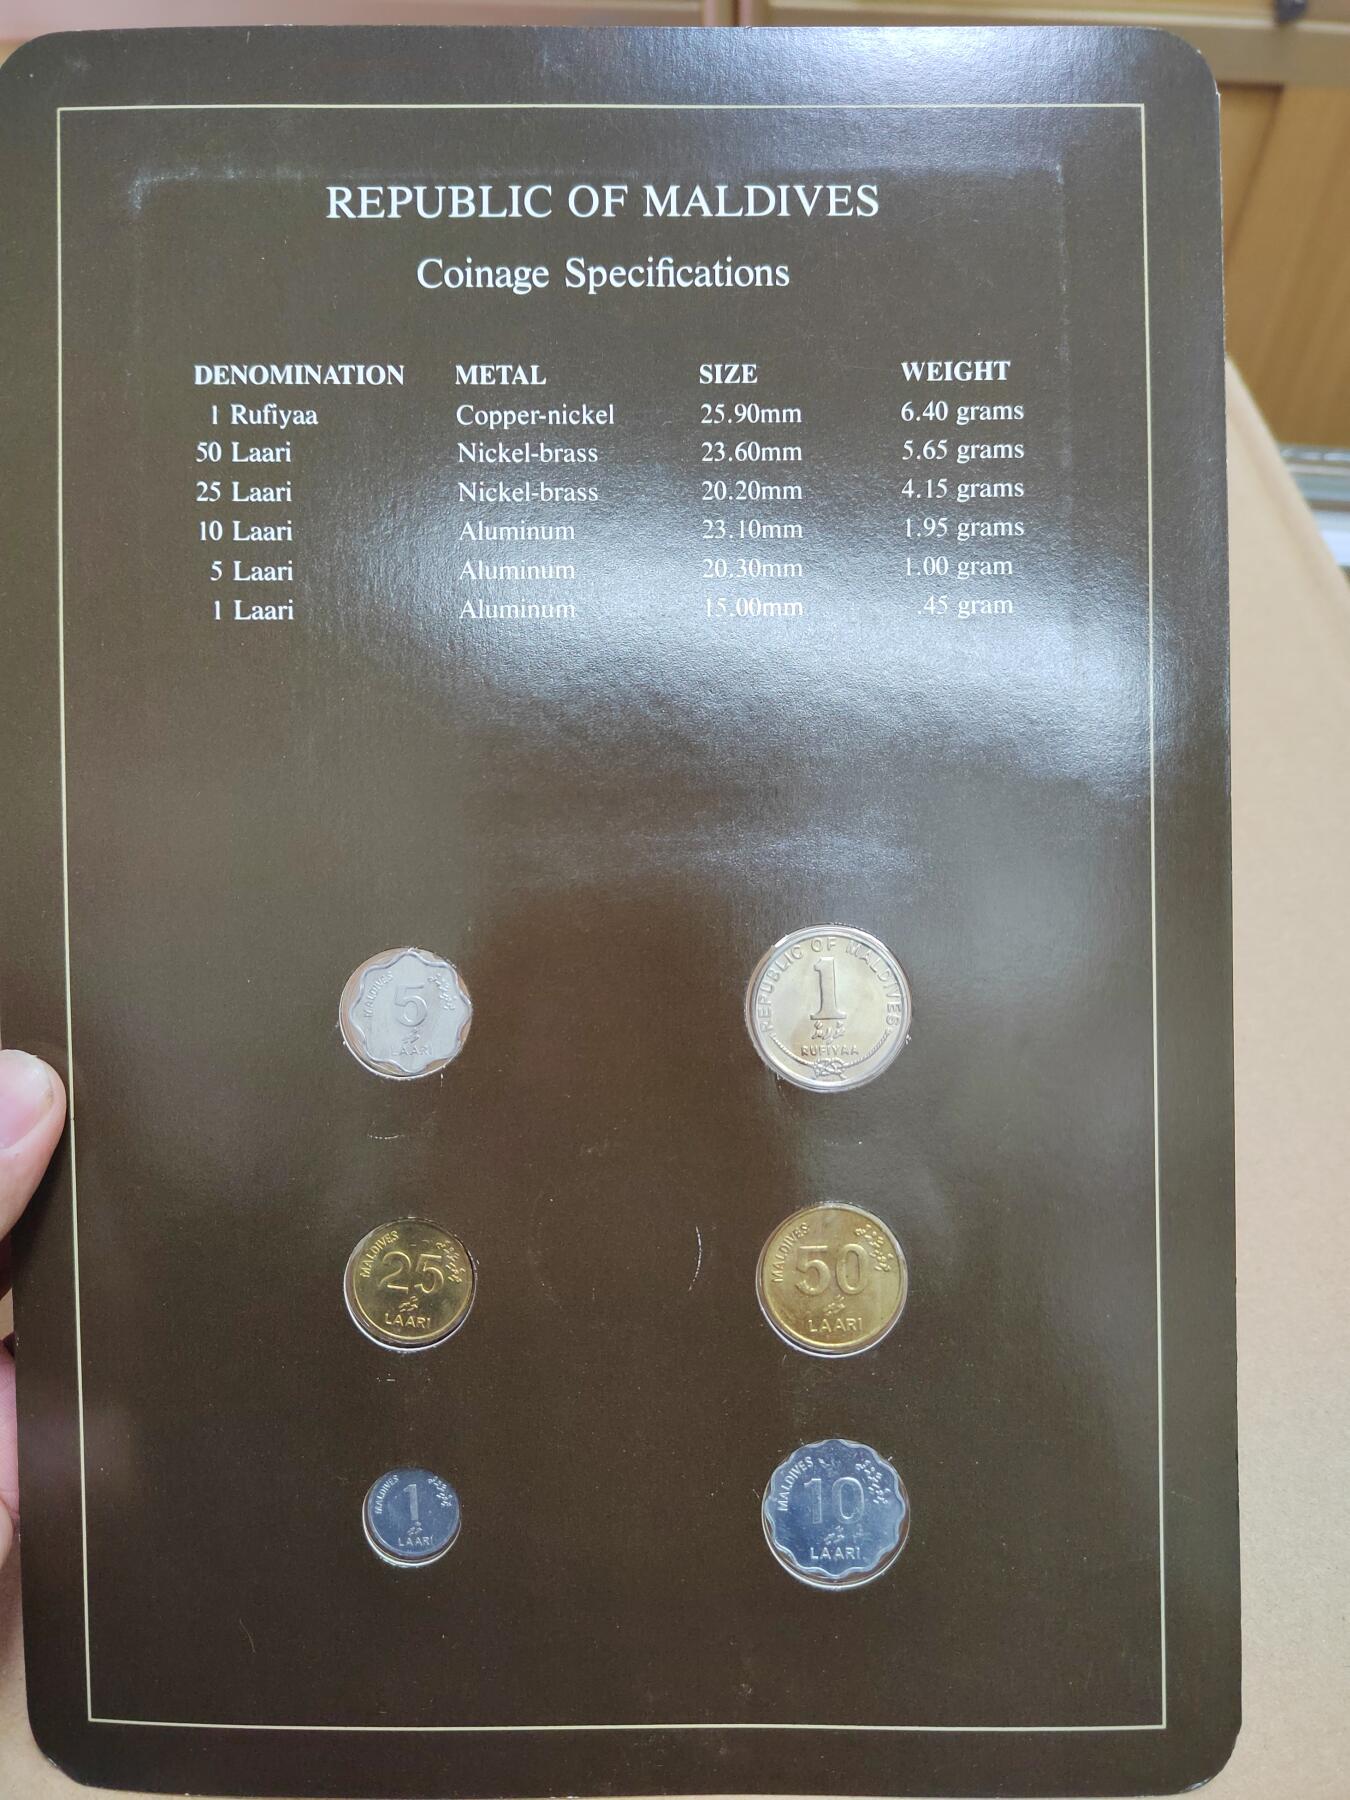 REPUBLIC OF MALDIVES
Coinage Specifications
DENOMINATION METAL SIZE WEIGHT
1 Rufiyaa Copper-nickel 25.90mm 6.40 grams
50 Laari Nickel-brass 23.60mm 5.65 grams
25 Laari Nickel-brass 20.20mm 4.15 grams
10 Laari Aluminum 23.10mm 1.95 grams
5 Laari Aluminum 20.30mm 1.00 gram
1 Laari Aluminum 15.00mm .45 gram
MALDIVES
5
LAARI
REPUBLIC OF MALDIVES
1
RUFIYAA
MALDIVES
25
LAARI
MALDIVES
50
LAARI
MALDIVES
1
LAARI
MALDIVES
10
LAARI